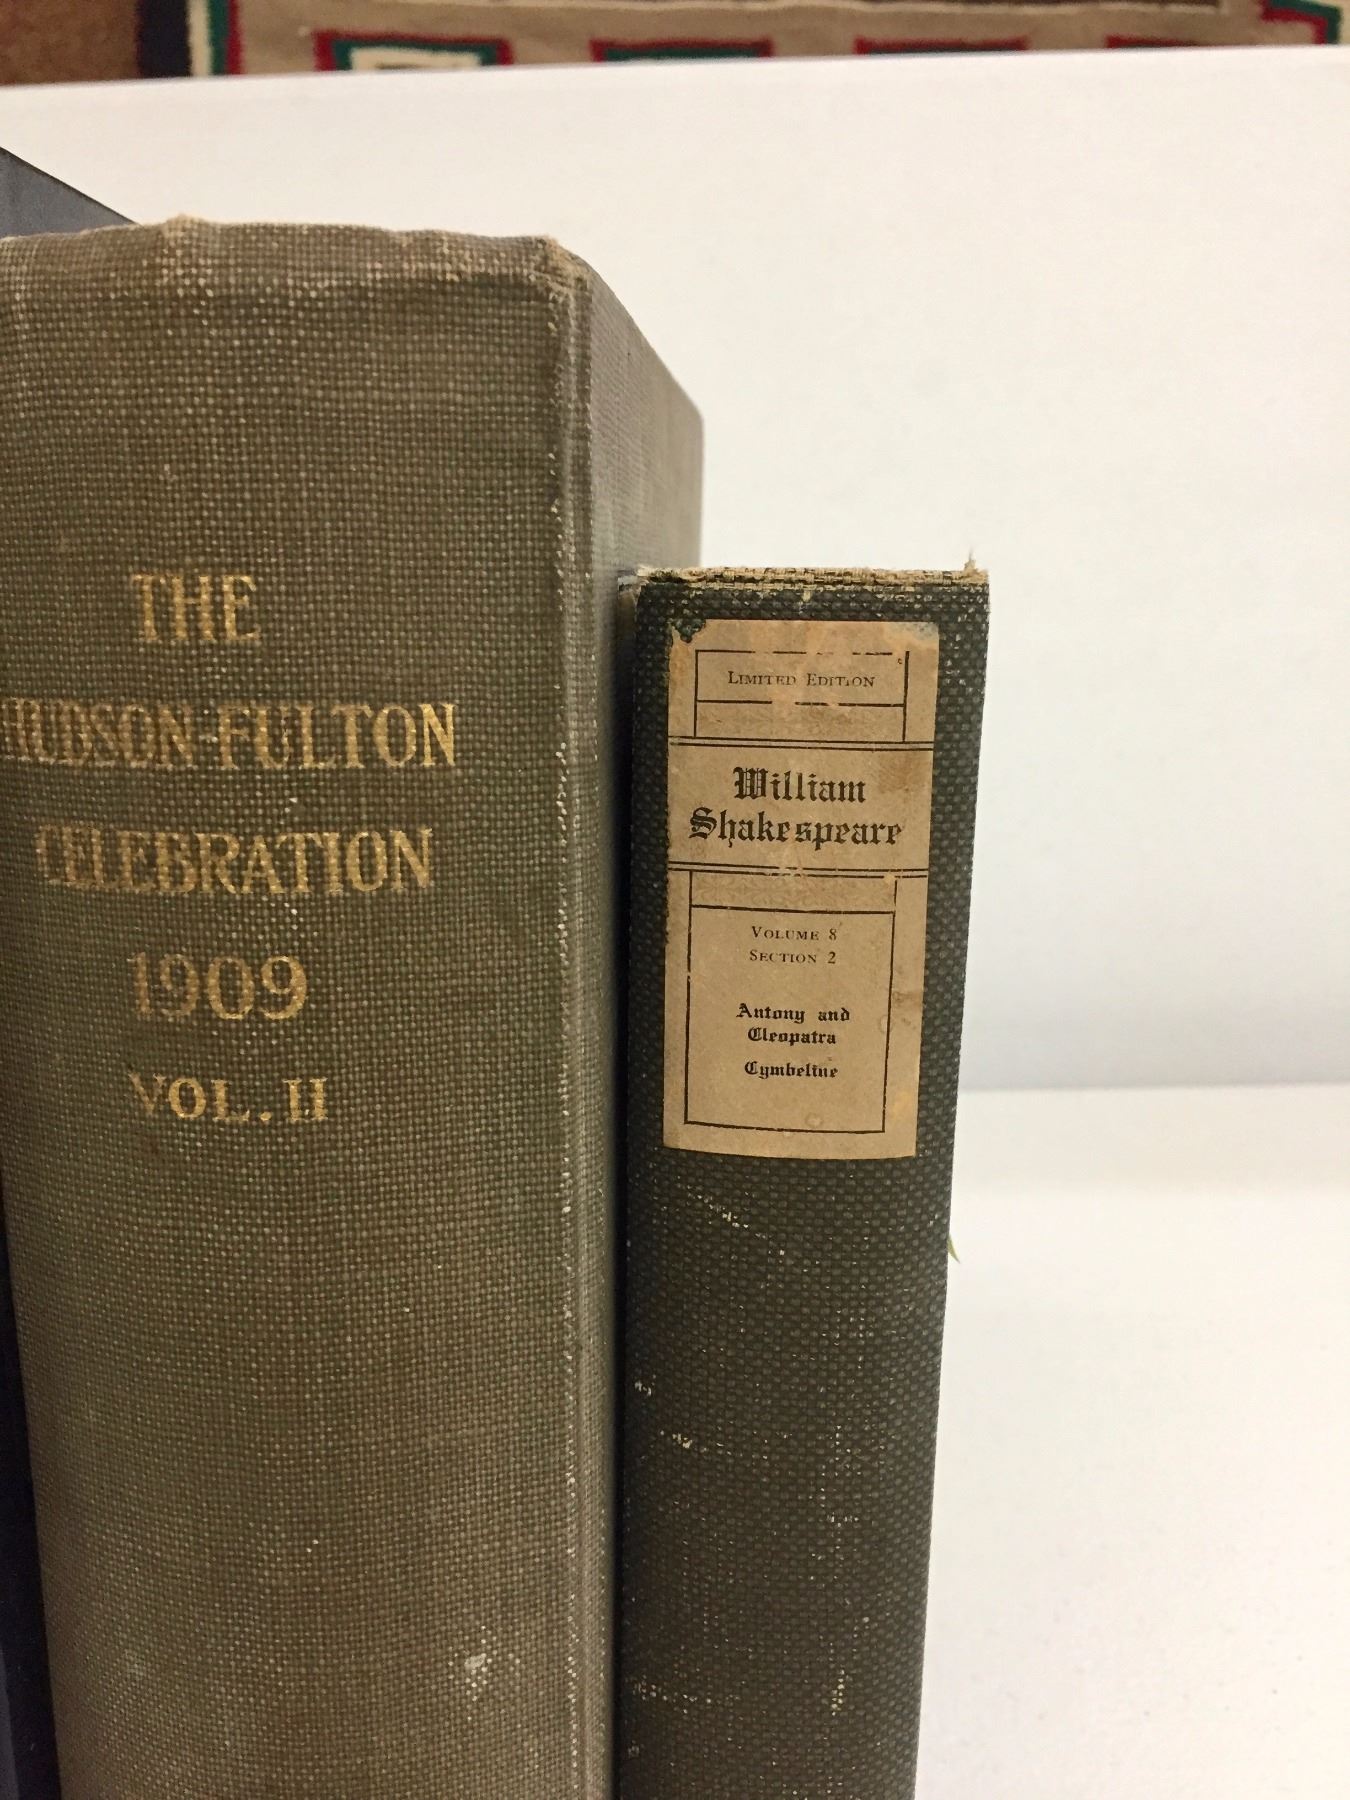 THE
HUDSON-FULTON
CELEBRATION
1909
VOL. II
LIMITED EDITION
William
Shakespeare
VOLUME 8
SECTION 2
Antony and
Cleopatra
Cymbeline